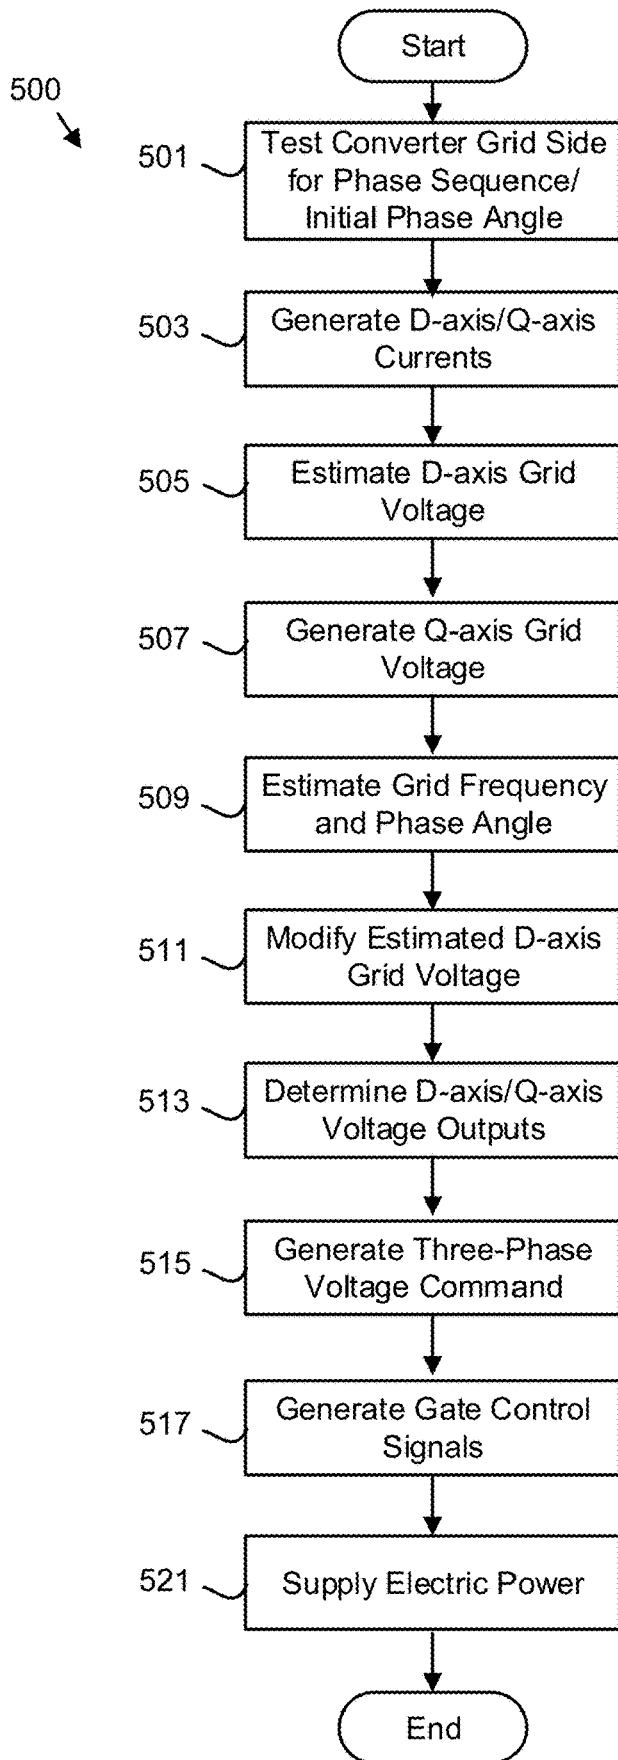 Start
500
501
Test Converter Grid Side
for Phase Sequence/
Initial Phase Angle
503
Generate D-axis/Q-axis
Currents
505
Estimate D-axis Grid
Voltage
507
Generate Q-axis Grid
Voltage
509
Estimate Grid Frequency
and Phase Angle
511
Modify Estimated D-axis
Grid Voltage
513
Determine D-axis/Q-axis
Voltage Outputs
515
Generate Three-Phase
Voltage Command
517
Generate Gate Control
Signals
521
Supply Electric Power
End